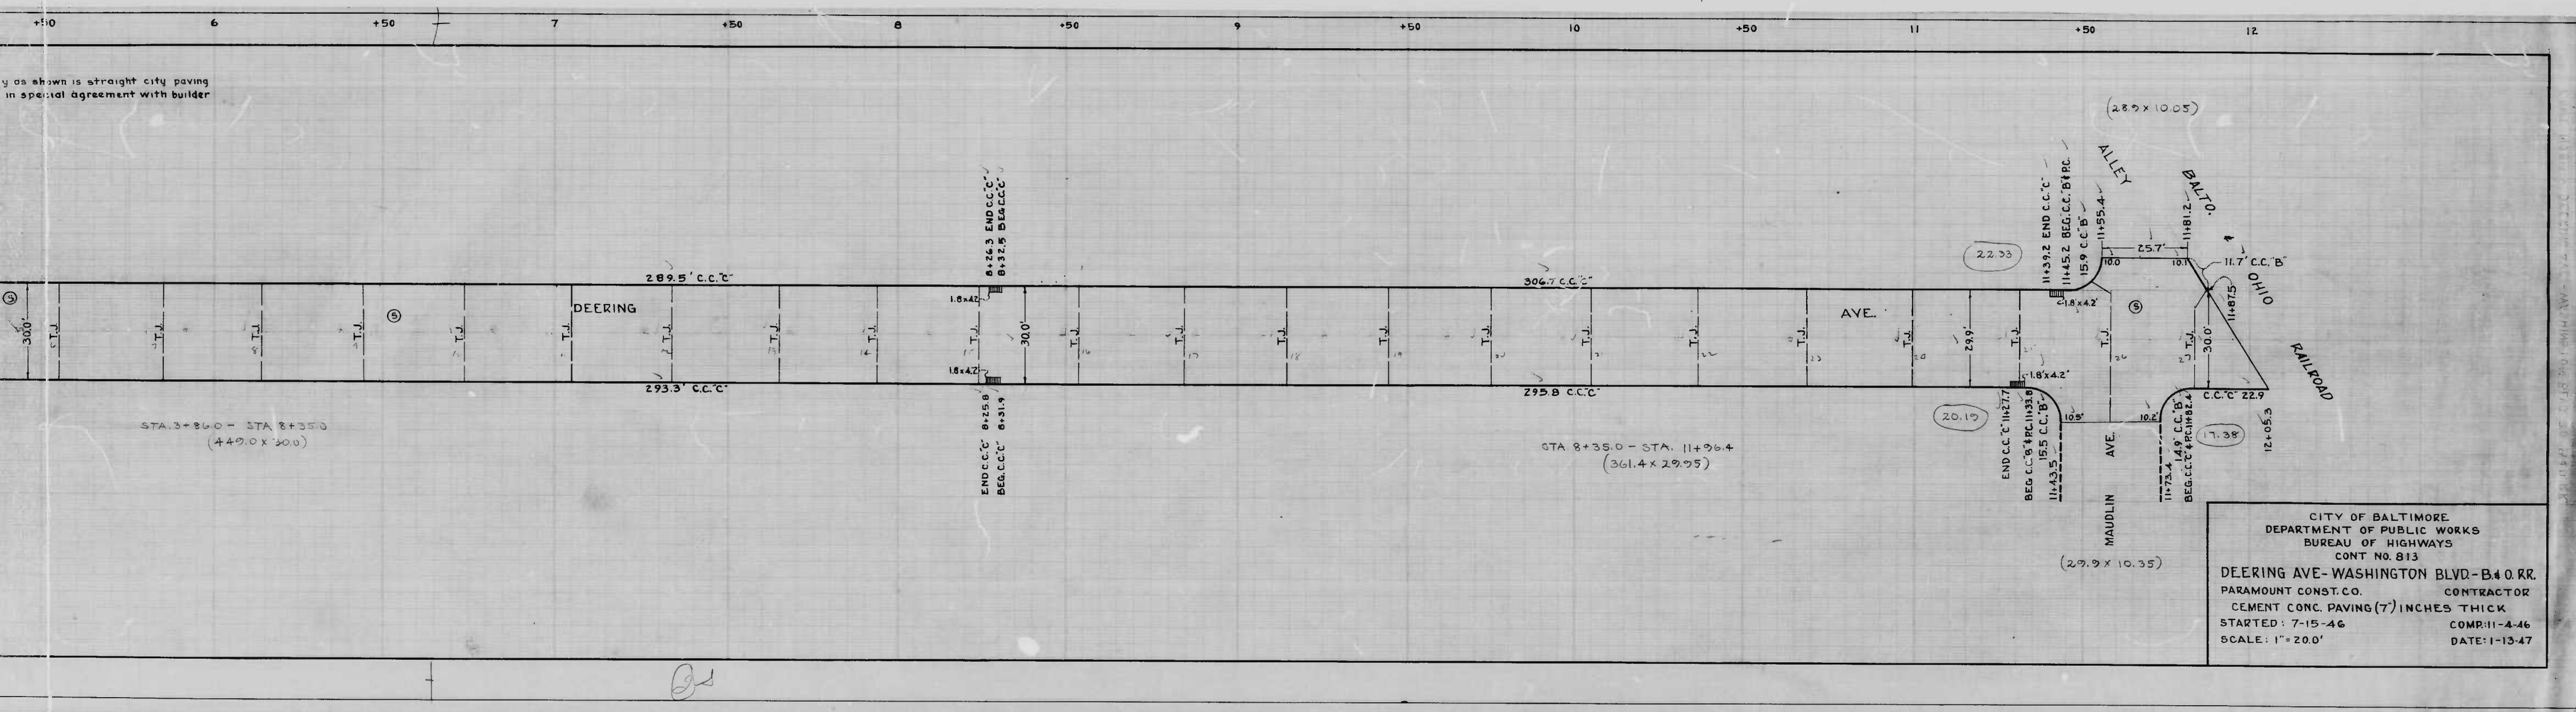 +50 6 +50 7 +50 8 +50 9 +50 10 +50 11 +50 12
y as shown is straight city paving
in special agreement with builder
(28.9 x 10.05)
ALLEY
BALTO.
&
OHIO
RAILROAD
8+26.3 END C.C."C"
8+32.5 BEG C.C."C"
11+39.2 END C.C."C"
11+45.2 BEG. C.C."B" & P.C.
15.9 C.C."B"
11+55.4
11+81.2
22.33
25.7'
10.0
10.1
11.7' C.C."B"
11+87.5
289.5' C.C."C"
306.7 C.C."C"
1.8x4.2
1.8x4.2'
S
S
S
DEERING
AVE.
30.0'
30.0'
29.9'
30.0'
T.J. T.J. T.J. T.J. T.J. T.J. T.J. T.J. T.J. T.J. T.J. T.J. T.J. T.J. T.J. T.J. T.J. T.J. T.J. T.J. T.J. T.J.
16 18 19 22 23 26
1.8x4.2
1.8'x4.2'
293.3' C.C."C"
295.8 C.C."C"
C.C."C" 22.9
END C.C."C" 8+25.8
BEG. C.C."C" 8+31.9
END C.C."C" 11+27.7
BEG C.C."B" & P.C. 11+33.8
15.5 C.C."B"
11+43.5
20.19
10.5'
10.2'
11+73.4
14.9' C.C."B"
BEG. C.C."C" & P.C. 11+82.4
17.38
12+05.3
STA. 3+86.0 - STA 8+35.0
(449.0 x 30.0)
STA 8+35.0 - STA. 11+96.4
(361.4 x 29.95)
MAUDLIN AVE.
(29.9 x 10.35)
CITY OF BALTIMORE
DEPARTMENT OF PUBLIC WORKS
BUREAU OF HIGHWAYS
CONT NO. 813
DEERING AVE-WASHINGTON BLVD.-B.&O. RR.
PARAMOUNT CONST. CO. CONTRACTOR
CEMENT CONC. PAVING (7") INCHES THICK
STARTED: 7-15-46 COMP.: 11-4-46
SCALE: 1"=20.0' DATE: 1-13-47